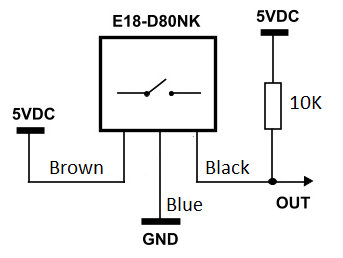 E18-D80NK
5VDC
5VDC
10K
Brown
Black
Blue
OUT
GND